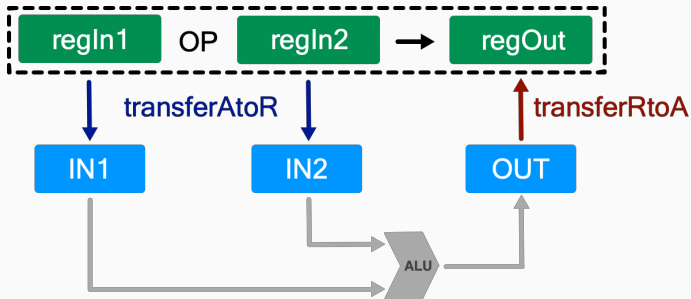 regIn1 OP regIn2 regOut
transferAtoR transferRtoA
IN1 IN2 OUT
ALU